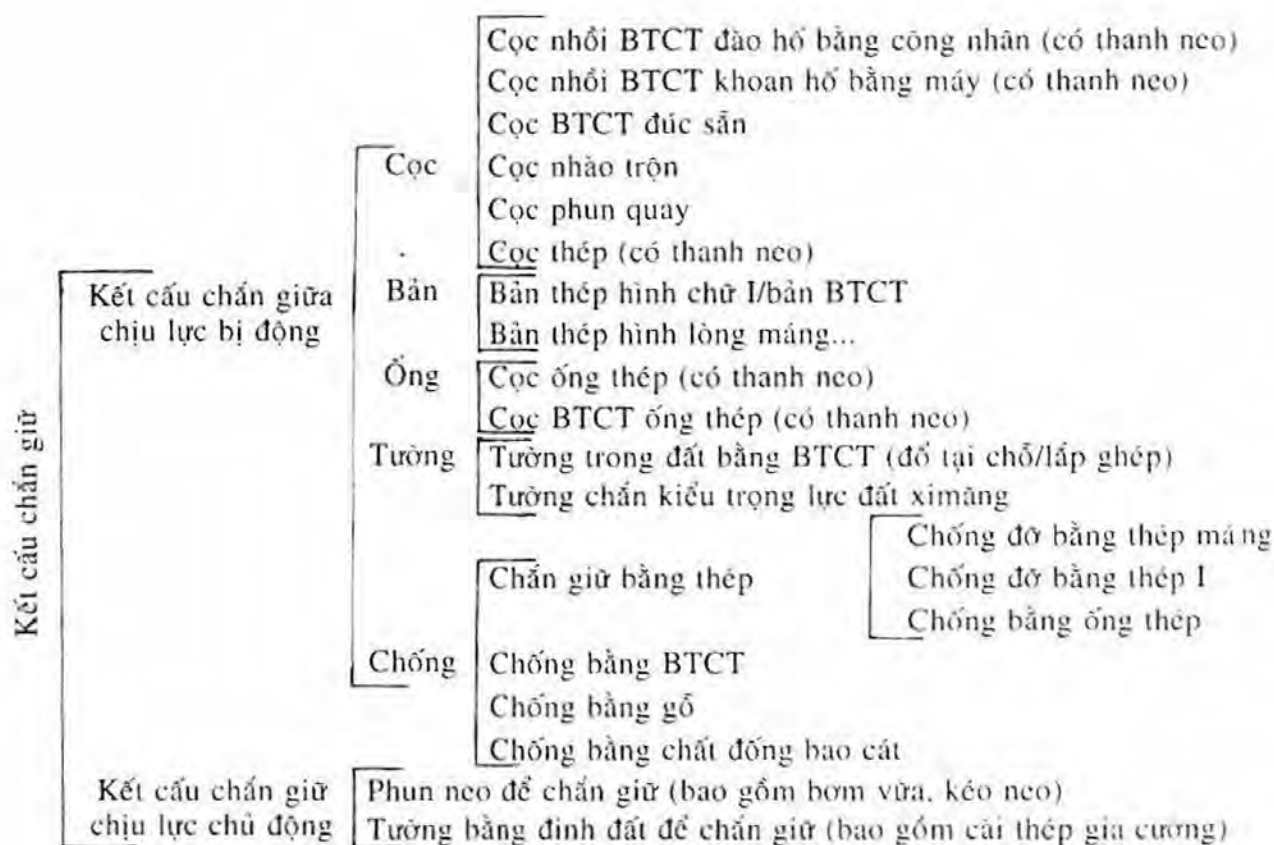 Kết cấu chắn giữ
Kết cấu chắn giữa
chịu lực bị động
Cọc
Cọc nhồi BTCT đào hố bằng công nhân (có thanh neo)
Cọc nhồi BTCT khoan hố bằng máy (có thanh neo)
Cọc BTCT đúc sẵn
Cọc nhào trộn
Cọc phun quay
Cọc thép (có thanh neo)
Bản
Bản thép hình chữ I/bản BTCT
Bản thép hình lòng máng...
Ống
Cọc ống thép (có thanh neo)
Cọc BTCT ống thép (có thanh neo)
Tường
Tường trong đất bằng BTCT (đổ tại chỗ/lắp ghép)
Tường chắn kiểu trọng lực đất ximăng
Chống
Chắn giữ bằng thép
Chống đỡ bằng thép máng
Chống đỡ bằng thép I
Chống bằng ống thép
Chống bằng BTCT
Chống bằng gỗ
Chống bằng chất đống bao cát
Kết cấu chắn giữ
chịu lực chủ động
Phun neo để chắn giữ (bao gồm bơm vữa, kéo neo)
Tường bằng đinh đất để chắn giữ (bao gồm cài thép gia cường)